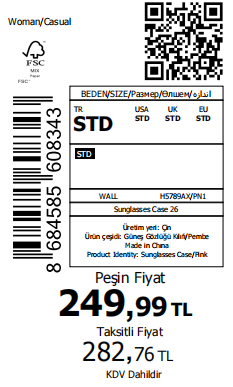 Woman/Casual
FSC
MIX
Paper
FSC™
BEDEN/SIZE/Размер/Өлшем/اندازه
TR USA UK EU
STD STD STD STD
STD
WALL H5789AX/PN1
Sunglasses Case 26
Üretim yeri: Çin
Ürün çeşidi: Güneş Gözlüğü Kılıfı/Pembe
Made in China
Product Identity: Sunglasses Case/Pink
8 684585 608343
Peşin Fiyat
249,99 TL
Taksitli Fiyat
282,76 TL
KDV Dahildir